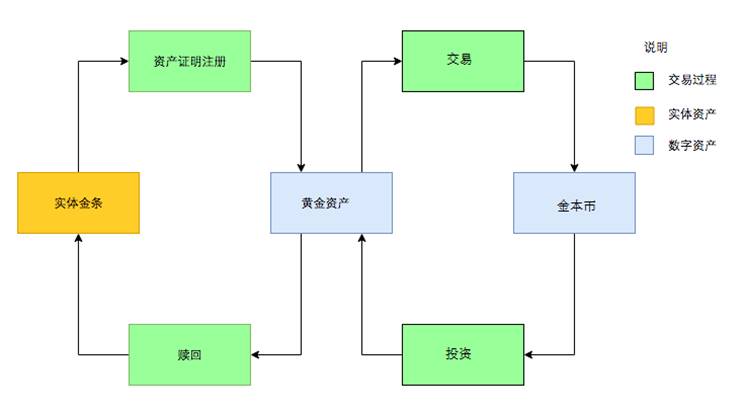 资产证明注册
交易
说明
交易过程
实体资产
数字资产
实体金条
黄金资产
金本币
赎回
投资